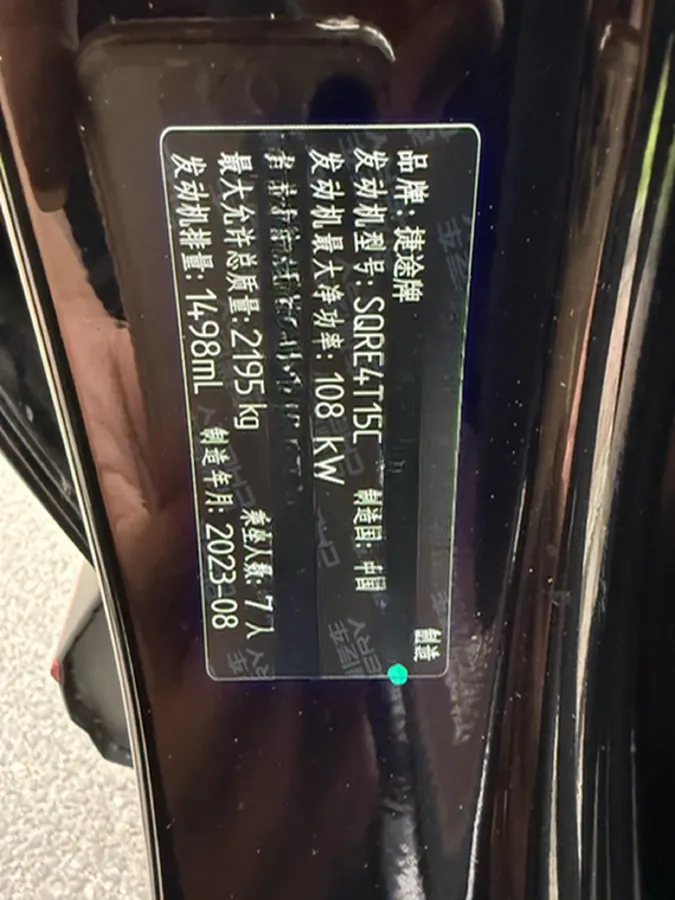 制造
品牌：捷途牌
发动机型号：SQRE4T15C 制造国：中国
发动机最大净功率：108 kW
最大允许总质量：2195 kg 乘坐人数：7人
发动机排量：1498mL 制造年月：2023-08